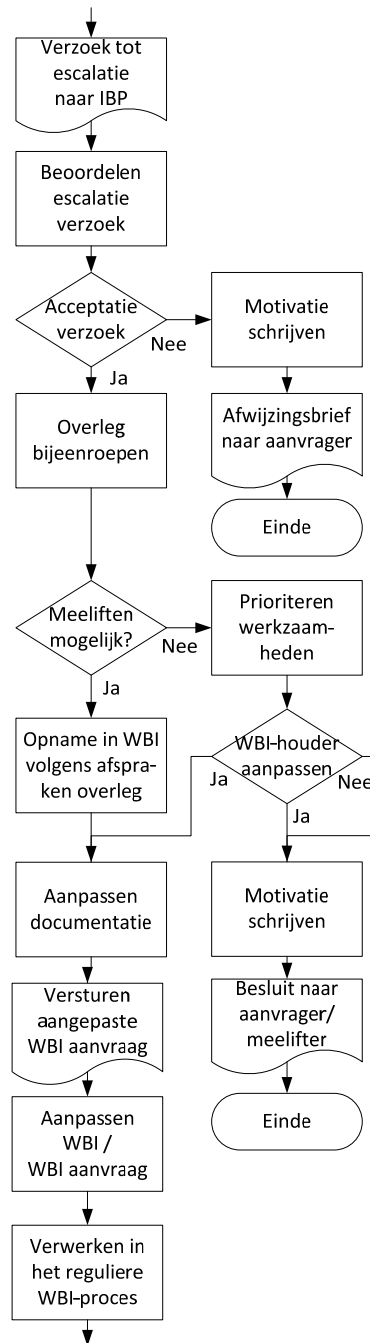 Verzoek tot
escalatie
naar IBP
Beoordelen
escalatie
verzoek
Acceptatie
verzoek
Nee
Ja
Motivatie
schrijven
Afwijzingsbrief
naar aanvrager
Einde
Overleg
bijeenroepen
Meeliften
mogelijk?
Nee
Ja
Prioriteren
werkzaam-
heden
Opname in WBI
volgens afspra-
ken overleg
WBI-houder
aanpassen
Ja
Nee
Ja
Aanpassen
documentatie
Motivatie
schrijven
Versturen
aangepaste
WBI aanvraag
Besluit naar
aanvrager/
meelifter
Aanpassen
WBI /
WBI aanvraag
Einde
Verwerken in
het reguliere
WBI-proces